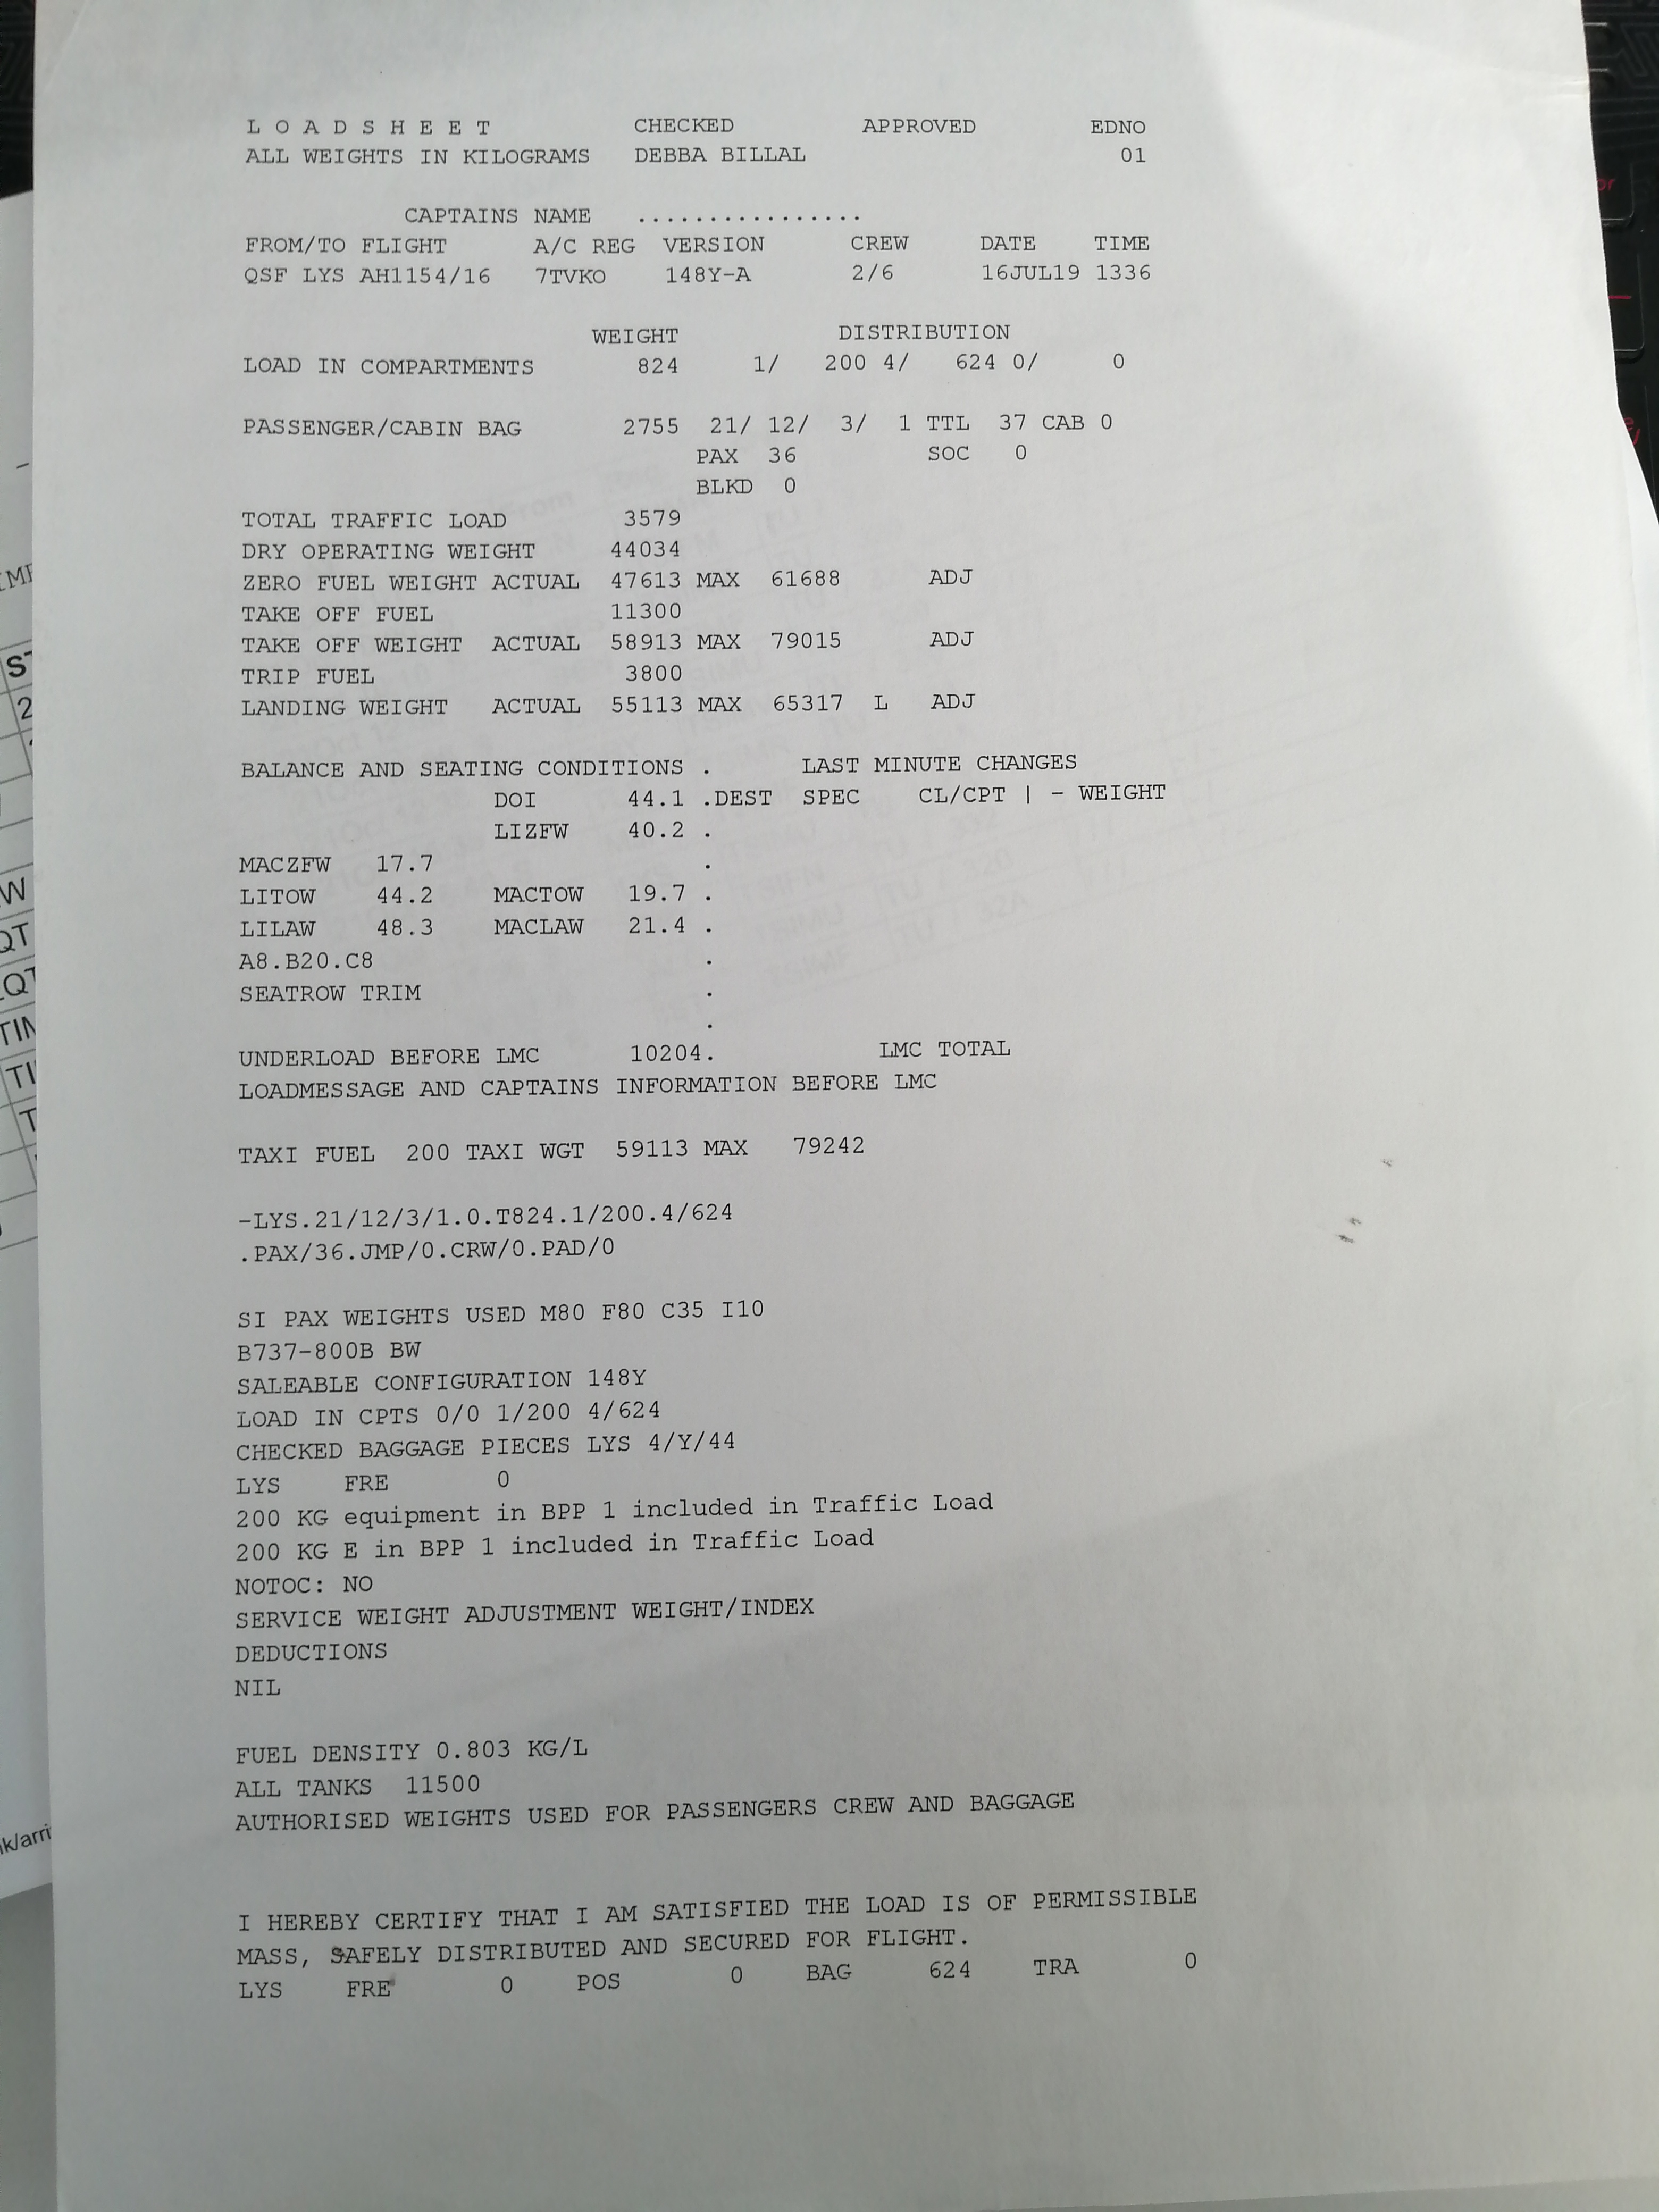 L O A D S H E E T CHECKED APPROVED EDNO
ALL WEIGHTS IN KILOGRAMS DEBBA BILLAL 01
CAPTAINS NAME ................
FROM/TO FLIGHT A/C REG VERSION CREW DATE TIME
QSF LYS AH1154/16 7TVKO 148Y-A 2/6 16JUL19 1336
WEIGHT DISTRIBUTION
LOAD IN COMPARTMENTS 824 1/ 200 4/ 624 0/ 0
PASSENGER/CABIN BAG 2755 21/ 12/ 3/ 1 TTL 37 CAB 0
PAX 36 SOC 0
BLKD 0
TOTAL TRAFFIC LOAD 3579
DRY OPERATING WEIGHT 44034
ZERO FUEL WEIGHT ACTUAL 47613 MAX 61688 ADJ
TAKE OFF FUEL 11300
TAKE OFF WEIGHT ACTUAL 58913 MAX 79015 ADJ
TRIP FUEL 3800
LANDING WEIGHT ACTUAL 55113 MAX 65317 L ADJ
BALANCE AND SEATING CONDITIONS . LAST MINUTE CHANGES
DOI 44.1 .DEST SPEC CL/CPT | - WEIGHT
LIZFW 40.2 .
MACZFW 17.7 .
LITOW 44.2 MACTOW 19.7 .
LILAW 48.3 MACLAW 21.4 .
A8.B20.C8 .
SEATROW TRIM .
.
UNDERLOAD BEFORE LMC 10204. LMC TOTAL
LOADMESSAGE AND CAPTAINS INFORMATION BEFORE LMC
TAXI FUEL 200 TAXI WGT 59113 MAX 79242
-LYS.21/12/3/1.0.T824.1/200.4/624
.PAX/36.JMP/0.CRW/0.PAD/0
SI PAX WEIGHTS USED M80 F80 C35 I10
B737-800B BW
SALEABLE CONFIGURATION 148Y
LOAD IN CPTS 0/0 1/200 4/624
CHECKED BAGGAGE PIECES LYS 4/Y/44
LYS FRE 0
200 KG equipment in BPP 1 included in Traffic Load
200 KG E in BPP 1 included in Traffic Load
NOTOC: NO
SERVICE WEIGHT ADJUSTMENT WEIGHT/INDEX
DEDUCTIONS
NIL
FUEL DENSITY 0.803 KG/L
ALL TANKS 11500
AUTHORISED WEIGHTS USED FOR PASSENGERS CREW AND BAGGAGE
I HEREBY CERTIFY THAT I AM SATISFIED THE LOAD IS OF PERMISSIBLE
MASS, SAFELY DISTRIBUTED AND SECURED FOR FLIGHT.
LYS FRE 0 POS 0 BAG 624 TRA 0